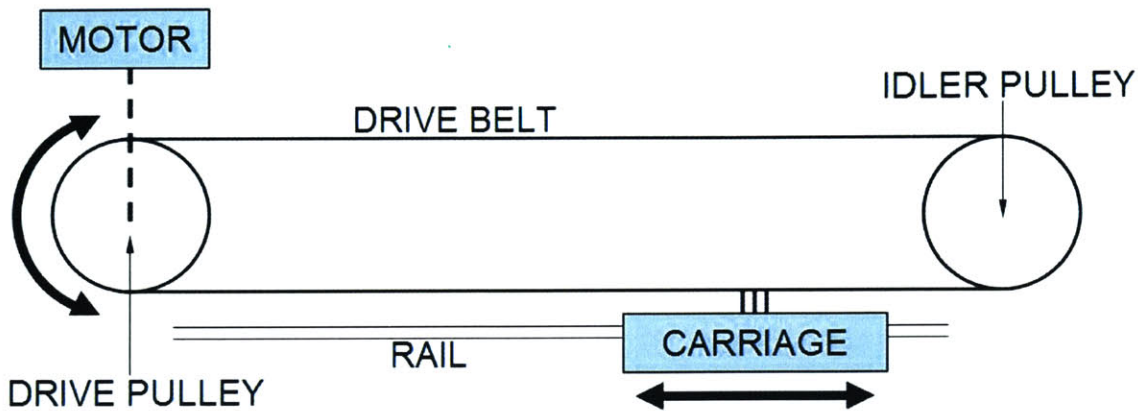 MOTOR
IDLER PULLEY
DRIVE BELT
RAIL
CARRIAGE
DRIVE PULLEY